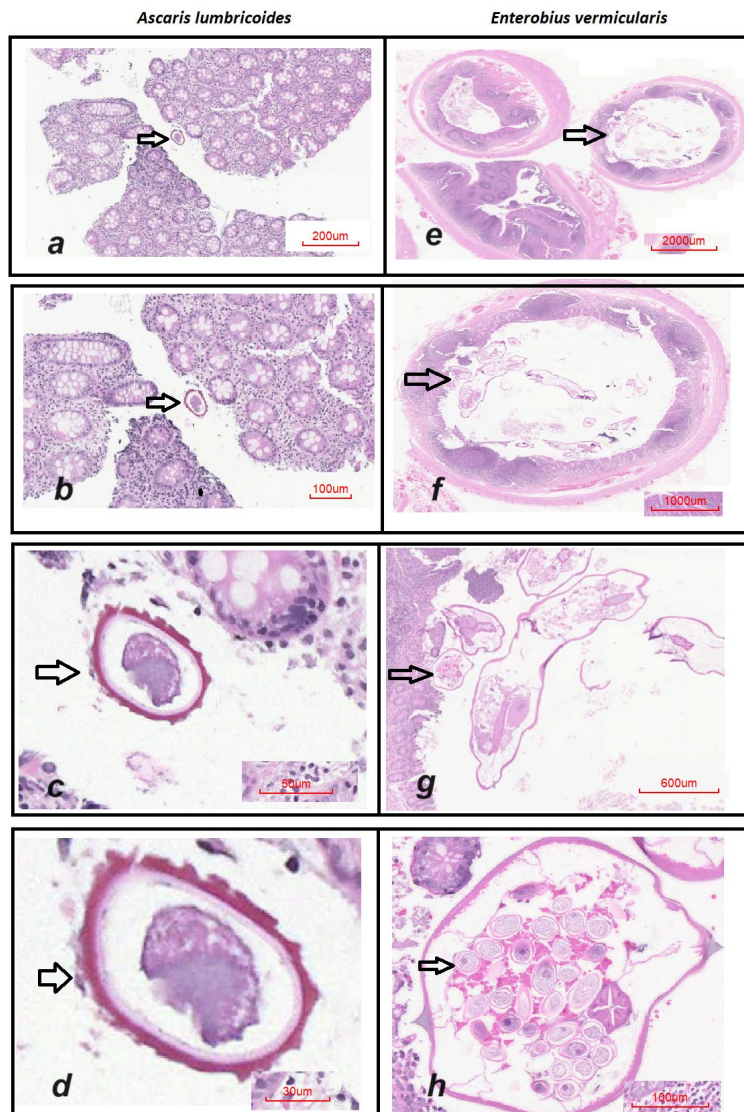 Ascaris lumbricoides
Enterobius vermicularis
a
200um
e
2000um
b
100um
f
1000um
c
50um
g
600um
d
30um
h
100um